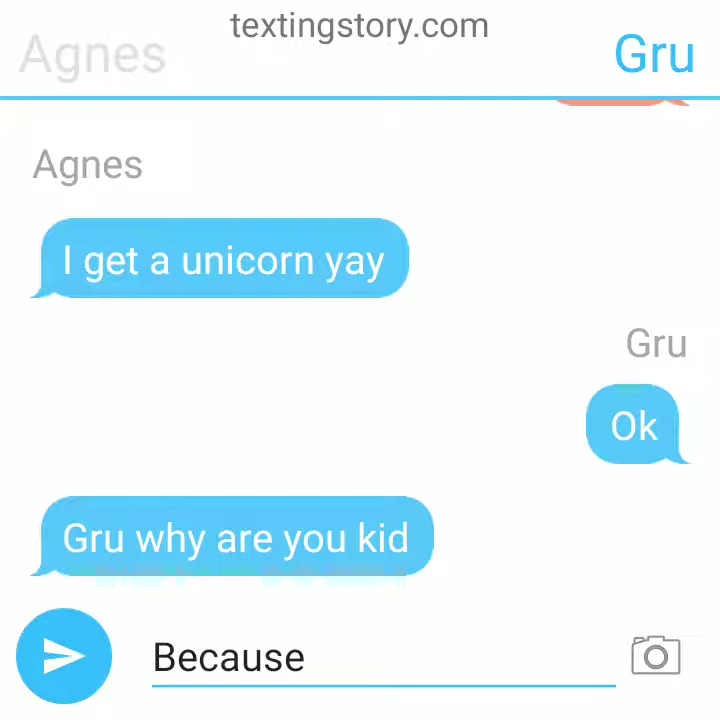 textingstory.com
Agnes
Gru
Agnes
I get a unicorn yay
Gru
Ok
Gru why are you kid
Because